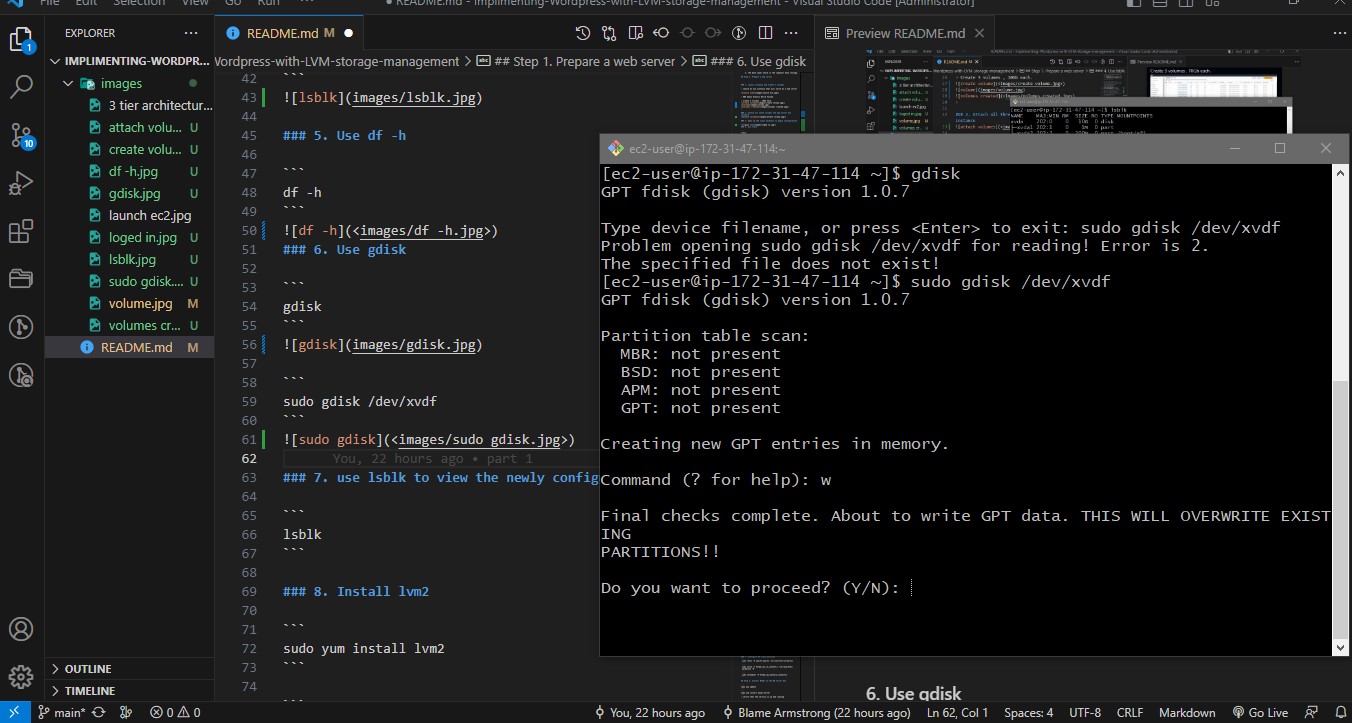 File Edit Selection View Go Run README.md - Implimenting-Wordpress-with-LVM-storage-management - Visual Studio Code [Administrator]
EXPLORER ···
IMPLIMENTING-WORDPR...
images
3 tier architectur...
attach volu... U
create volu... U
df -h.jpg U
gdisk.jpg U
launch ec2.jpg
loged in.jpg U
lsblk.jpg U
sudo gdisk.... U
volume.jpg M
volumes cr... U
README.md M
OUTLINE
TIMELINE
1
10
README.md M ●
Wordpress-with-LVM-storage-management > ## Step 1. Prepare a web server > ### 6. Use gdisk
42 ```
43 ![lsblk](images/lsblk.jpg)
44
45 ### 5. Use df -h
46
47 ```
48 df -h
49 ```
50 ![df -h](<images/df -h.jpg>)
51 ### 6. Use gdisk
52
53 ```
54 gdisk
55 ```
56 ![gdisk](images/gdisk.jpg)
57
58 ```
59 sudo gdisk /dev/xvdf
60 ```
61 ![sudo gdisk](<images/sudo gdisk.jpg>)
62 You, 22 hours ago • part 1
63 ### 7. use lsblk to view the newly config
64
65 ```
66 lsblk
67 ```
68
69 ### 8. Install lvm2
70
71 ```
72 sudo yum install lvm2
73 ```
74
Preview README.md
ec2-user@ip-172-31-47-114:~
[ec2-user@ip-172-31-47-114 ~]$ gdisk
GPT fdisk (gdisk) version 1.0.7
Type device filename, or press <Enter> to exit: sudo gdisk /dev/xvdf
Problem opening sudo gdisk /dev/xvdf for reading! Error is 2.
The specified file does not exist!
[ec2-user@ip-172-31-47-114 ~]$ sudo gdisk /dev/xvdf
GPT fdisk (gdisk) version 1.0.7
Partition table scan:
MBR: not present
BSD: not present
APM: not present
GPT: not present
Creating new GPT entries in memory.
Command (? for help): w
Final checks complete. About to write GPT data. THIS WILL OVERWRITE EXIST
ING
PARTITIONS!!
Do you want to proceed? (Y/N):
6. Use gdisk
main* 0 0 You, 22 hours ago Blame Armstrong (22 hours ago) Ln 62, Col 1 Spaces: 4 UTF-8 CRLF Markdown Go Live